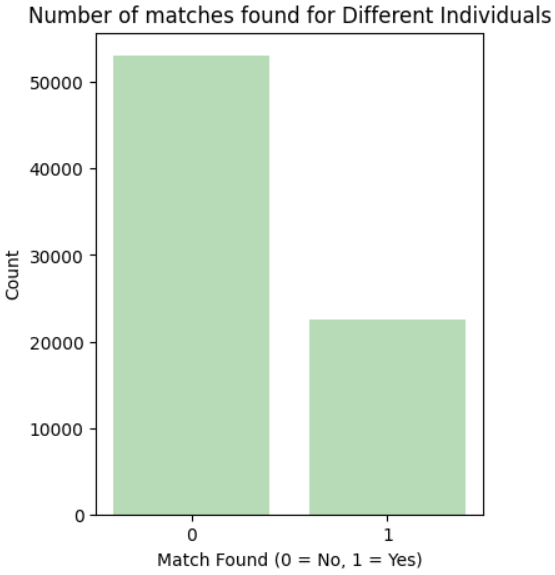 Number of matches found for Different Individuals
50000
40000
30000
20000
10000
0
Count
0 1
Match Found (0 = No, 1 = Yes)